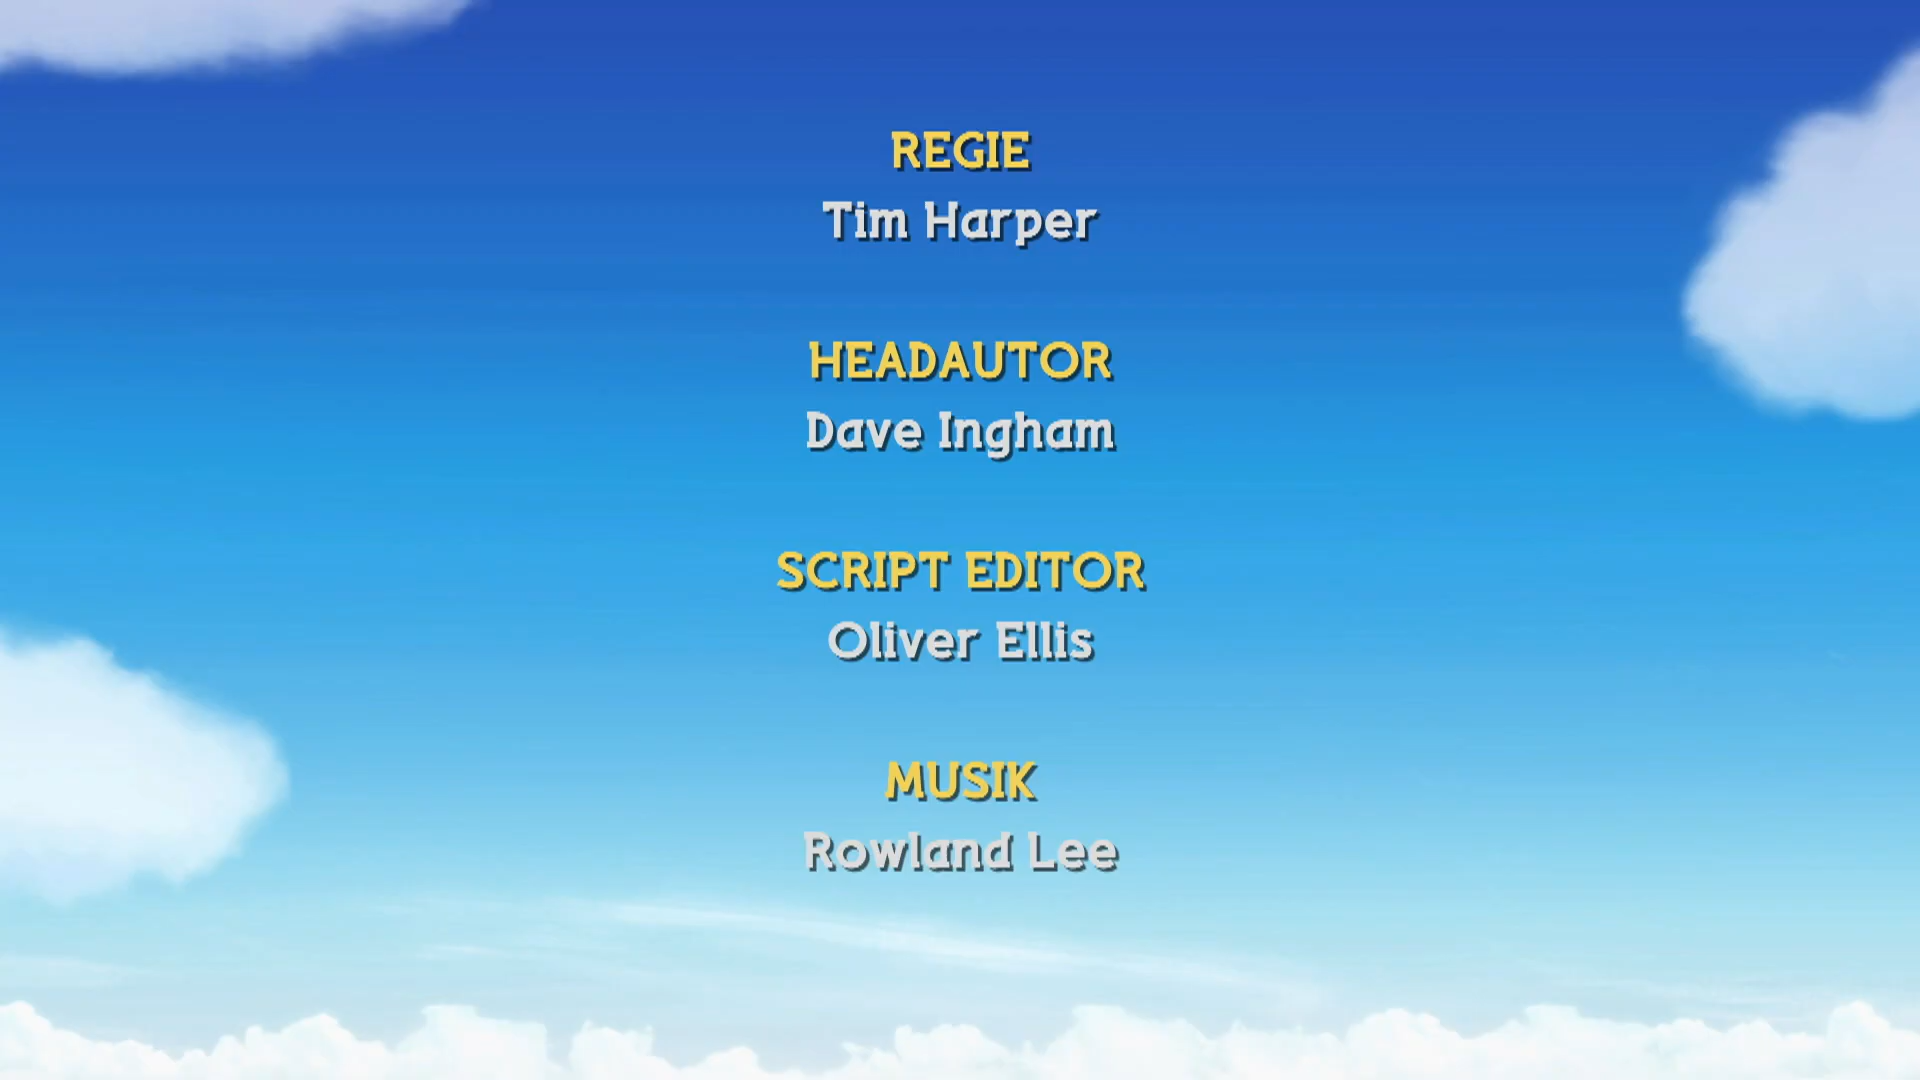 REGIE
Tim Harper
HEADAUTOR
Dave Ingham
SCRIPT EDITOR
Oliver Ellis
MUSIK
Rowland Lee